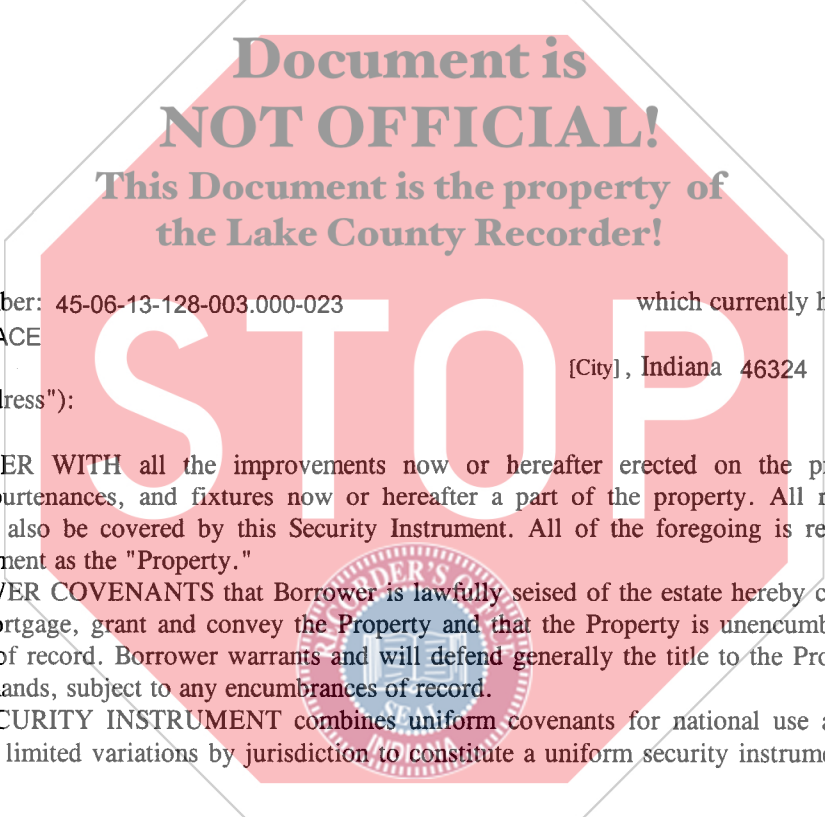 Document is
NOT OFFICIAL!
This Document is the property of
the Lake County Recorder!
STOP
ber: 45-06-13-128-003.000-023 which currently h
ACE
[City] , Indiana 46324
ress"):
ER WITH all the improvements now or hereafter erected on the p
ourtenances, and fixtures now or hereafter a part of the property. All r
also be covered by this Security Instrument. All of the foregoing is re
ment as the "Property."
VER COVENANTS that Borrower is lawfully seised of the estate hereby c
ortgage, grant and convey the Property and that the Property is unencumb
of record. Borrower warrants and will defend generally the title to the Pro
ands, subject to any encumbrances of record.
CURITY INSTRUMENT combines uniform covenants for national use a
limited variations by jurisdiction to constitute a uniform security instrume
RECORDER'S OFFICE
SEAL